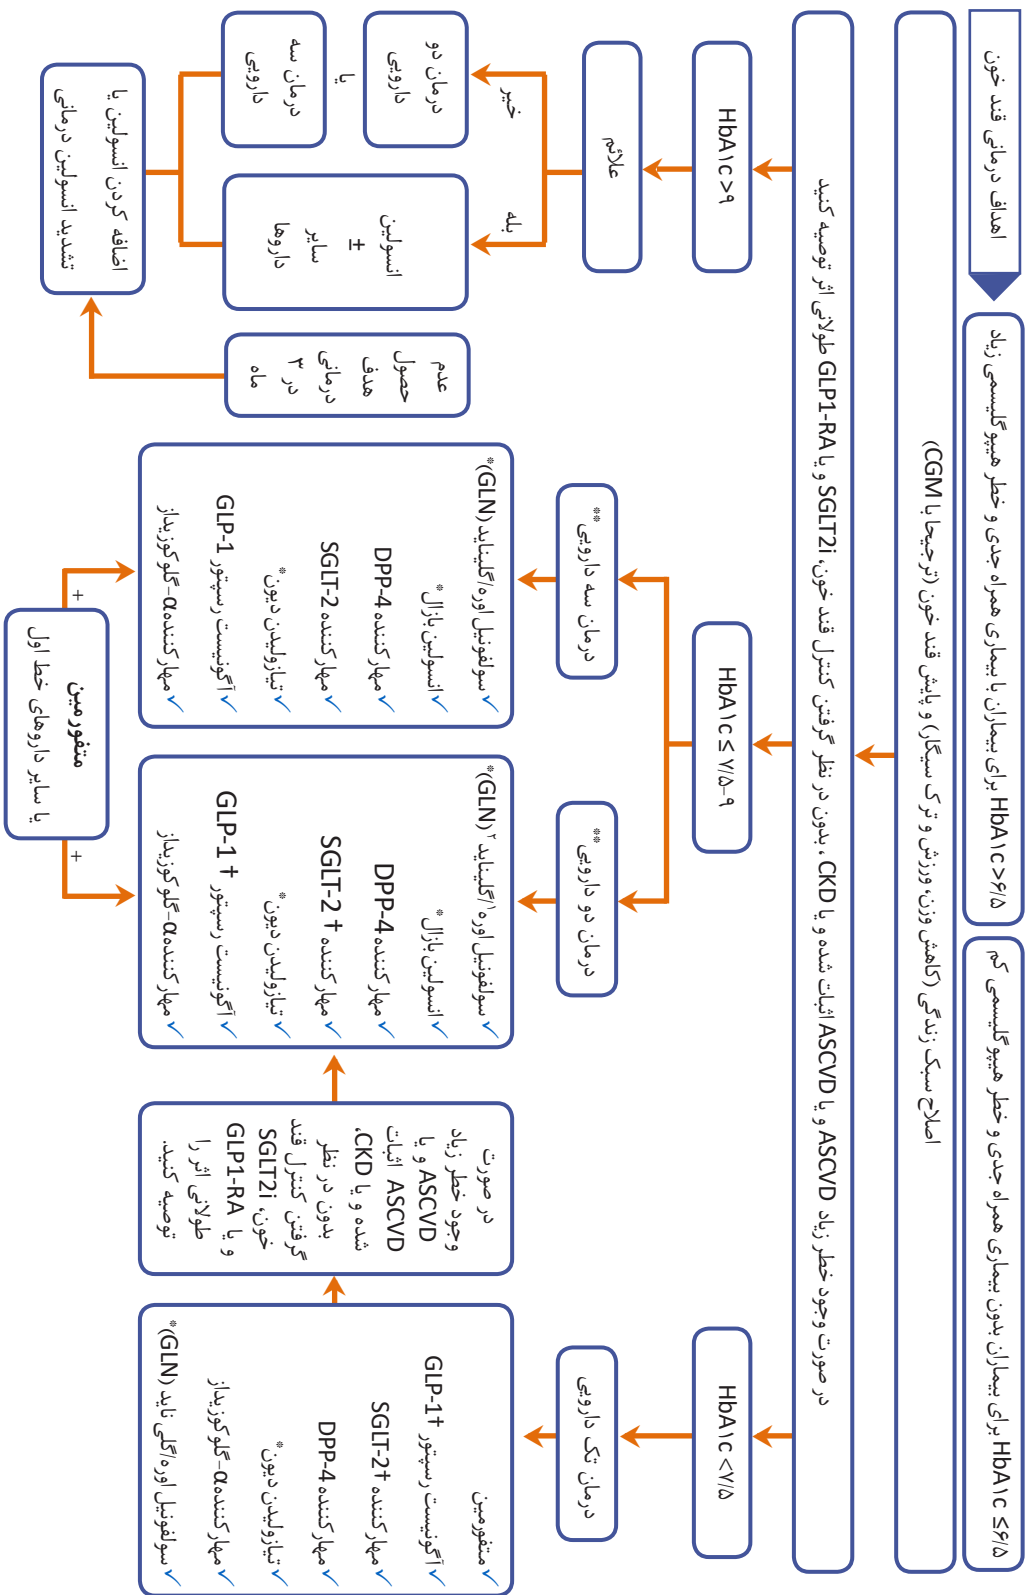 اهداف درمانی قند خون
HbA۱c ≤۶/۵ برای بیماران بدون بیماری همراه جدی و خطر هیپوگلیسمی کم
HbA۱c >۶/۵ برای بیماران با بیماری همراه جدی و خطر هیپوگلیسمی زیاد
اصلاح سبک زندگی (کاهش وزن، ورزش و ترک سیگار) و پایش قند خون (ترجیحا با CGM)
در صورت وجود خطر زیاد ASCVD و یا ASCVD اثبات شده و یا CKD، بدون در نظر گرفتن کنترل قند خون، SGLT2i و یا GLP1-RA طولانی اثر توصیه کنید
HbA۱c <۷/۵
درمان تک دارویی
✓ متفورمین
✓ آگونیست رسپتور GLP-1†
✓ مهارکننده SGLT-2†
✓ مهارکننده DPP-4
✓ تیازولیدن دیون*
✓ مهارکننده α-گلوکوزیداز
✓ سولفونیل اوره/گلی ناید (GLN)*
در صورت
وجود خطر زیاد
ASCVD و یا
ASCVD اثبات
شده و یا CKD،
بدون در نظر
گرفتن کنترل قند
خون، SGLT2i
و یا GLP1-RA
طولانی اثر را
توصیه کنید.
HbA۱c ≤ ۷/۵-۹
درمان دو دارویی**
✓ سولفونیل اوره۱/گلیناید۲ (GLN)*
✓ انسولین بازال*
✓ مهارکننده DPP-4
✓ مهارکننده SGLT-2 †
✓ تیازولیدن دیون*
✓ آگونیست رسپتور GLP-1 †
✓ مهارکننده α-گلوکوزیداز
درمان سه دارویی**
✓ سولفونیل اوره/گلیناید (GLN)*
✓ انسولین بازال*
✓ مهارکننده DPP-4
✓ مهارکننده SGLT-2
✓ تیازولیدن دیون*
✓ آگونیست رسپتور GLP-1
✓ مهارکننده α-گلوکوزیداز
+
+
متفورمین
یا سایر داروهای خط اول
HbA۱c >۹
علائم
خیر
بله
درمان دو
دارویی
یا
درمان سه
دارویی
انسولین
±
سایر
داروها
عدم
حصول
هدف
درمانی
در ۳
ماه
اضافه کردن انسولین یا
تشدید انسولین درمانی